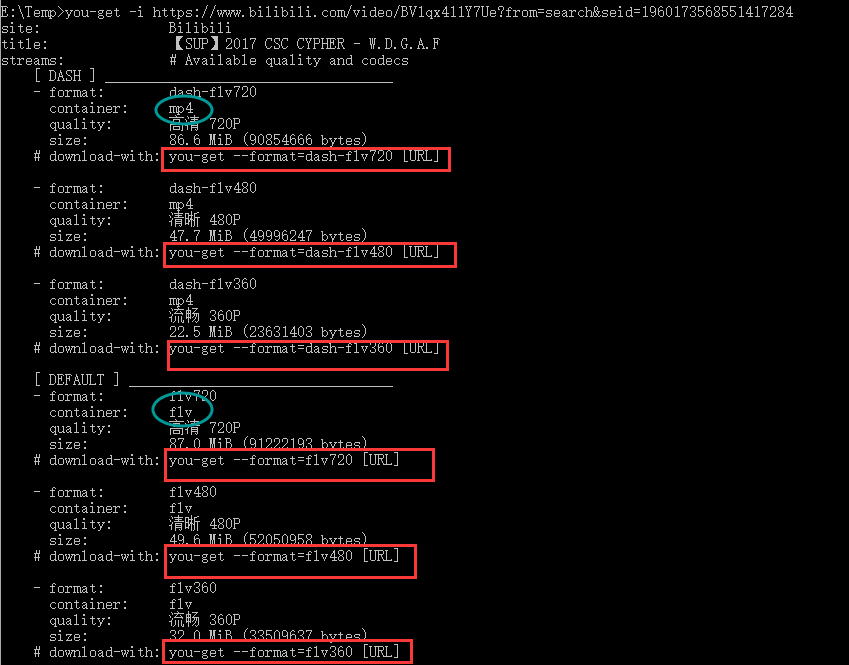 E:\Temp>you-get -i https://www.bilibili.com/video/BV1qx411Y7Ue?from=search&seid=1960173568551417284
site: Bilibili
title: 【SUP】2017 CSC CYPHER - W.D.G.A.F
streams: # Available quality and codecs
[ DASH ] ____________________________________
- format: dash-flv720
container: mp4
quality: 高清 720P
size: 86.6 MiB (90854666 bytes)
# download-with: you-get --format=dash-flv720 [URL]
- format: dash-flv480
container: mp4
quality: 清晰 480P
size: 47.7 MiB (49996247 bytes)
# download-with: you-get --format=dash-flv480 [URL]
- format: dash-flv360
container: mp4
quality: 流畅 360P
size: 22.5 MiB (23631403 bytes)
# download-with: you-get --format=dash-flv360 [URL]
[ DEFAULT ] _________________________________
- format: flv720
container: flv
quality: 高清 720P
size: 87.0 MiB (91222193 bytes)
# download-with: you-get --format=flv720 [URL]
- format: flv480
container: flv
quality: 清晰 480P
size: 49.6 MiB (52050958 bytes)
# download-with: you-get --format=flv480 [URL]
- format: flv360
container: flv
quality: 流畅 360P
size: 32.0 MiB (33509637 bytes)
# download-with: you-get --format=flv360 [URL]